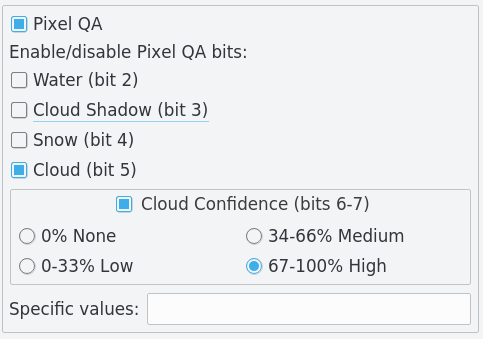 Pixel QA
Enable/disable Pixel QA bits:
Water (bit 2)
Cloud Shadow (bit 3)
Snow (bit 4)
Cloud (bit 5)
Cloud Confidence (bits 6-7)
0% None
34-66% Medium
0-33% Low
67-100% High
Specific values: